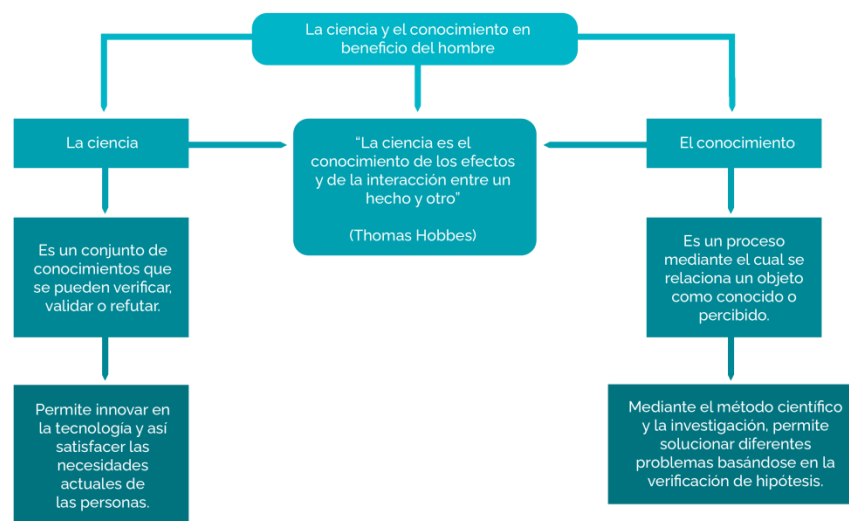 La ciencia y el conocimiento en
beneficio del hombre
La ciencia
“La ciencia es el
conocimiento de los efectos
y de la interacción entre un
hecho y otro”
(Thomas Hobbes)
El conocimiento
Es un conjunto de
conocimientos que
se pueden verificar,
validar o refutar.
Es un proceso
mediante el cual se
relaciona un objeto
como conocido o
percibido.
Permite innovar en
la tecnología y así
satisfacer las
necesidades
actuales de
las personas.
Mediante el método científico
y la investigación, permite
solucionar diferentes
problemas basándose en la
verificación de hipótesis.